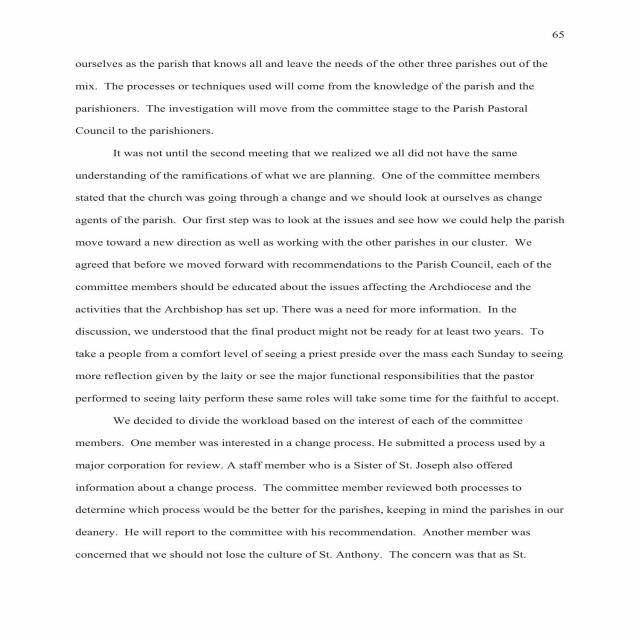 65
ourselves as the parish that knows all and leave the needs of the other three parishes out of the
mix.  The processes or techniques used will come from the knowledge of the parish and the
parishioners.  The investigation will move from the committee stage to the Parish Pastoral
Council to the parishioners.
It was not until the second meeting that we realized we all did not have the same
understanding of the ramifications of what we are planning.  One of the committee members
stated that the church was going through a change and we should look at ourselves as change
agents of the parish.  Our first step was to look at the issues and see how we could help the parish
move toward a new direction as well as working with the other parishes in our cluster.  We
agreed that before we moved forward with recommendations to the Parish Council, each of the
committee members should be educated about the issues affecting the Archdiocese and the
activities that the Archbishop has set up. There was a need for more information.  In the
discussion, we understood that the final product might not be ready for at least two years.  To
take a people from a comfort level of seeing a priest preside over the mass each Sunday to seeing
more reflection given by the laity or see the major functional responsibilities that the pastor
performed to seeing laity perform these same roles will take some time for the faithful to accept.
We decided to divide the workload based on the interest of each of the committee
members.  One member was interested in a change process. He submitted a process used by a
major corporation for review. A staff member who is a Sister of St. Joseph also offered
information about a change process.  The committee member reviewed both processes to
determine which process would be the better for the parishes, keeping in mind the parishes in our
deanery.  He will report to the committee with his recommendation.  Another member was
concerned that we should not lose the culture of St. Anthony.  The concern was that as St.